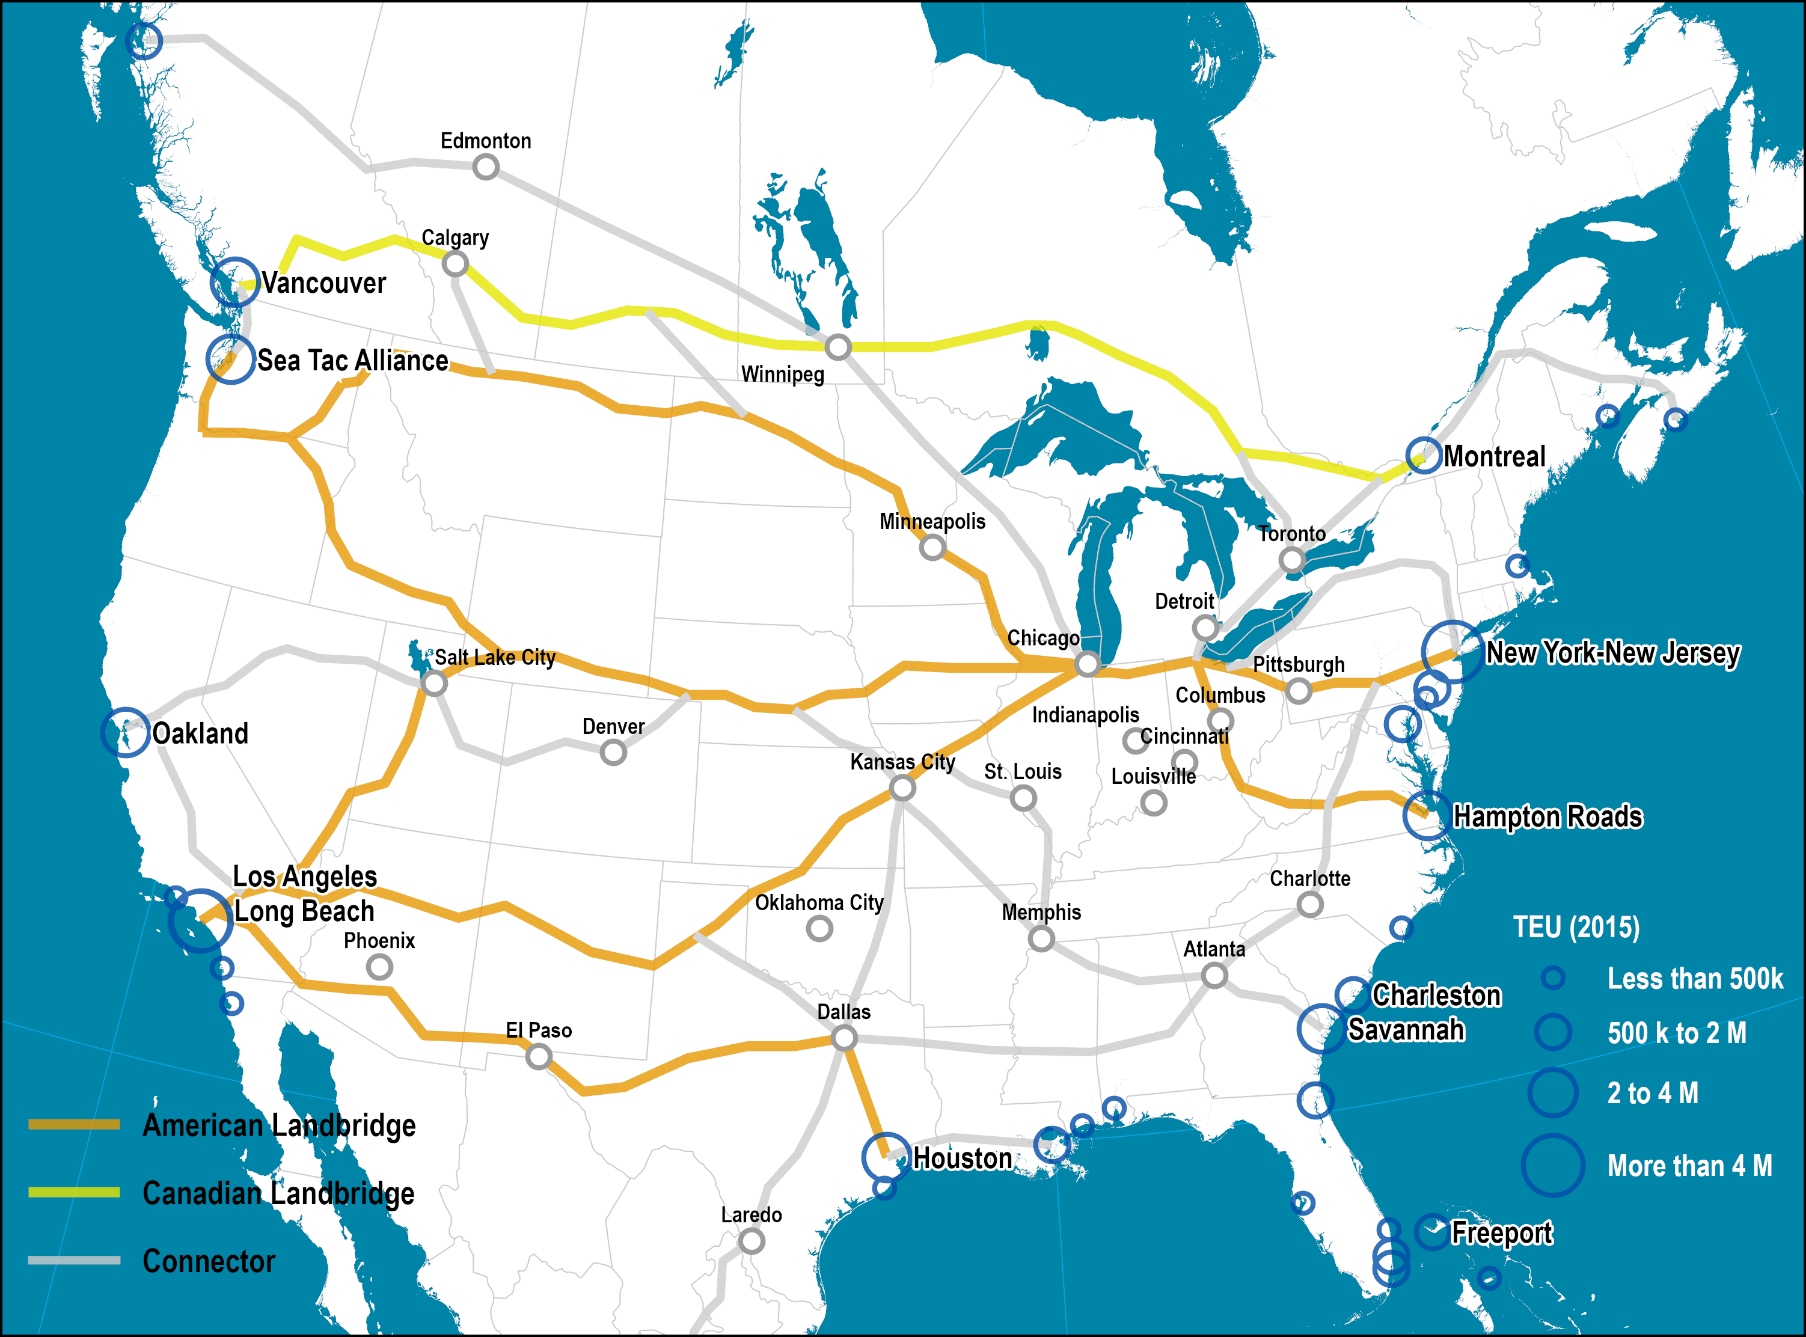 Edmonton
Calgary
Vancouver
Sea Tac Alliance
Winnipeg
Montreal
Minneapolis
Toronto
Detroit
Chicago
Salt Lake City
Pittsburgh
New York-New Jersey
Columbus
Indianapolis
Denver
Oakland
Cincinnati
Kansas City
St. Louis
Louisville
Hampton Roads
Los Angeles
Long Beach
Charlotte
Oklahoma City
Memphis
Phoenix
Atlanta
Charleston
Savannah
Dallas
El Paso
Houston
Laredo
Freeport
TEU (2015)
Less than 500k
500 k to 2 M
2 to 4 M
More than 4 M
American Landbridge
Canadian Landbridge
Connector